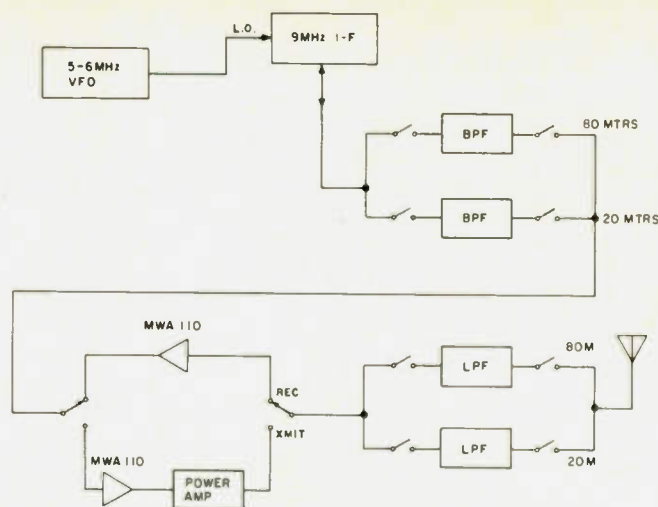 L.O.
9MHz I-F
5-6MHz
VFO
BPF
80 MTRS
BPF
20 MTRS
MWA 110
REC
XMIT
LPF
80M
MWA 110
POWER
AMP
LPF
20M